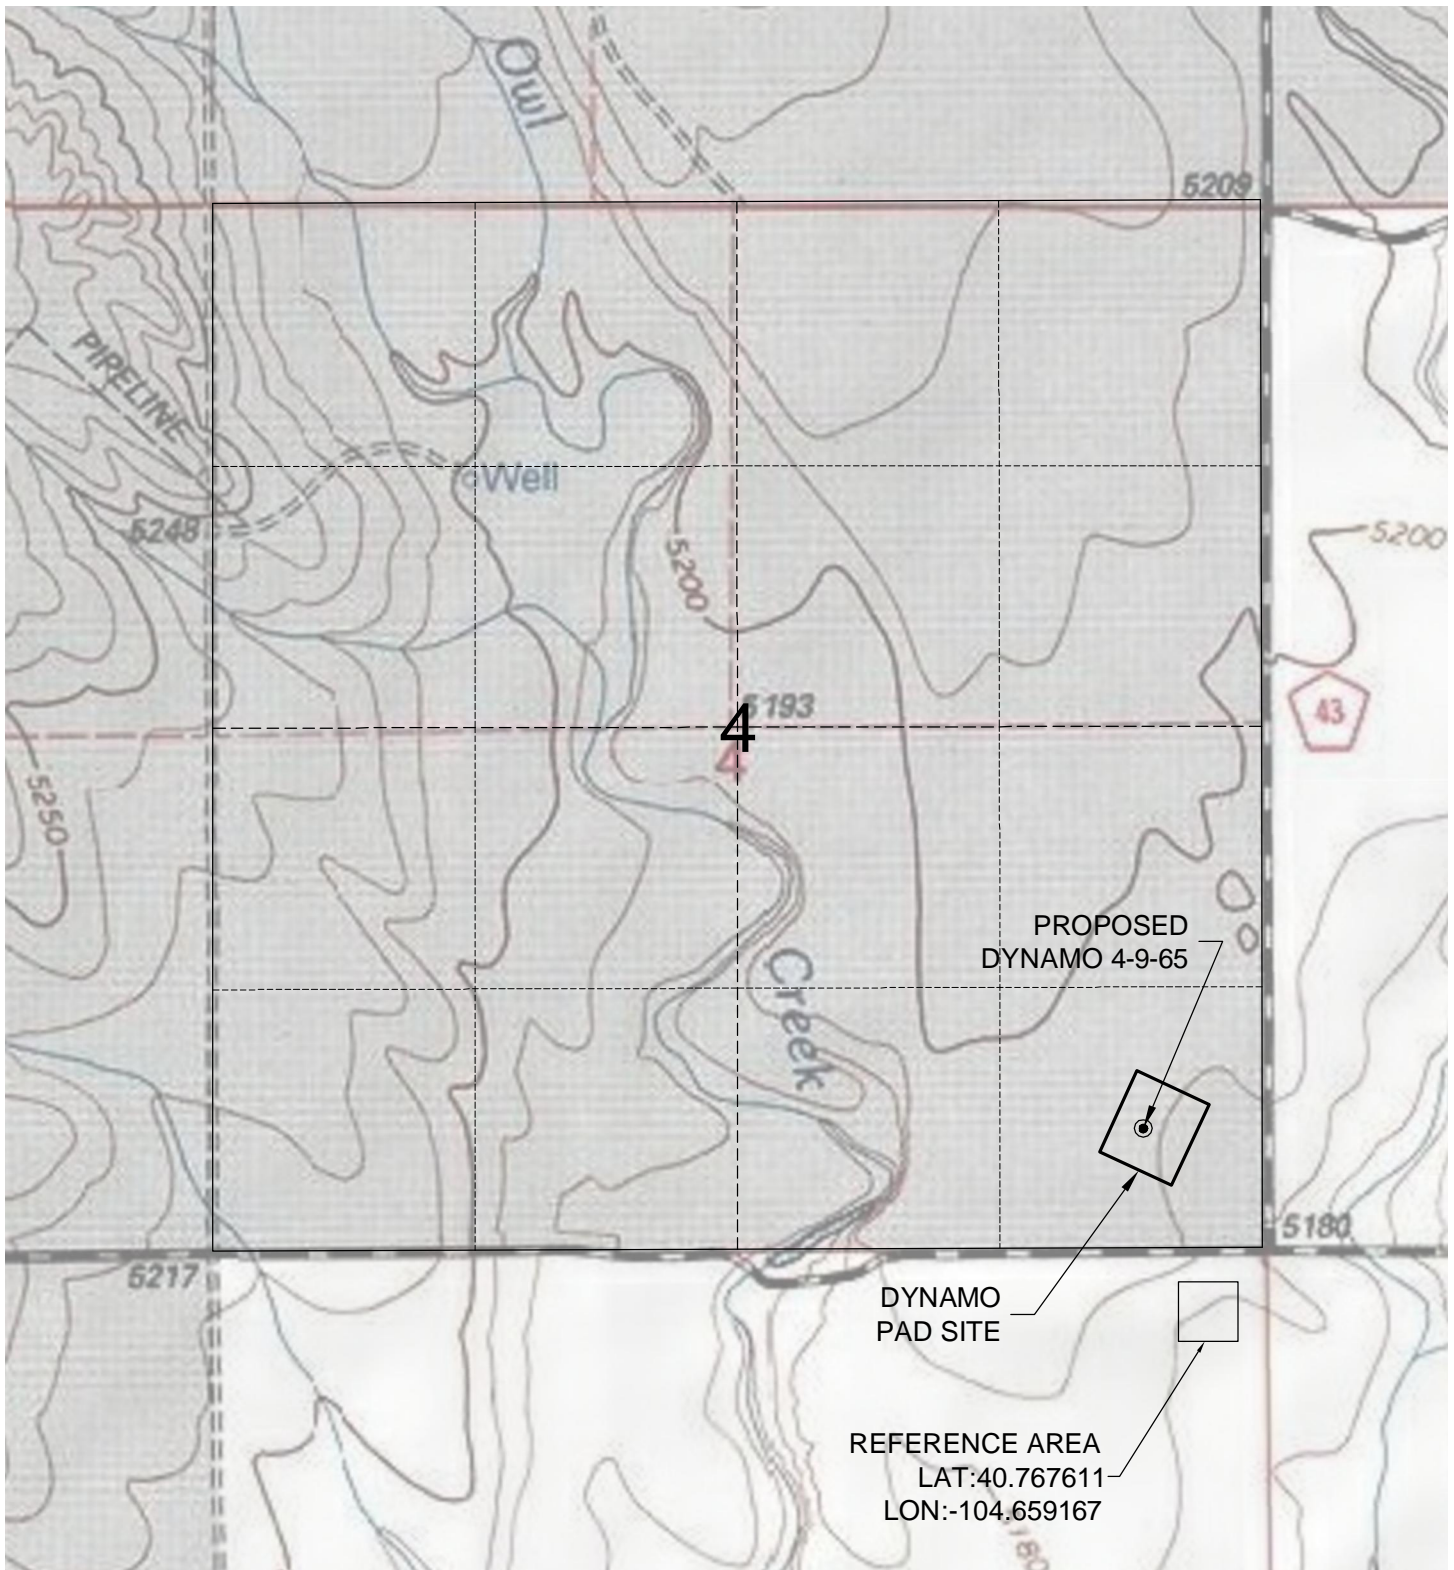 Owl
5209
PIPELINE
Well
5248
5200
5200
5193
4
4
43
5250
PROPOSED
DYNAMO 4-9-65
Creek
5180
5217
DYNAMO
PAD SITE
REFERENCE AREA
LAT:40.767611
LON:-104.659167
5180